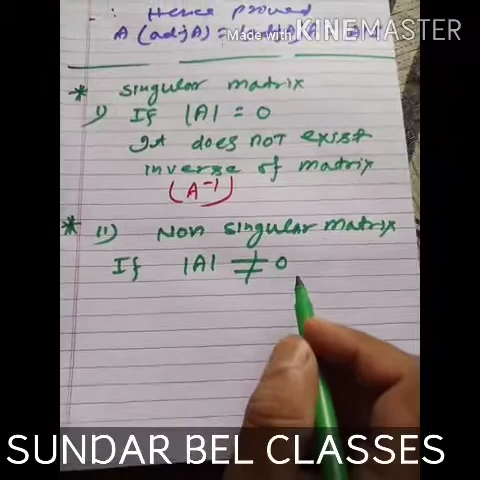 Hence proved
A (adjA) =
Made with KINEMASTER
* Singular matrix
i) If |A| = 0
It does not exist
inverse of matrix
(A⁻¹)
* (ii) Non singular matrix
If |A| ≠ 0
SUNDAR BEL CLASSES